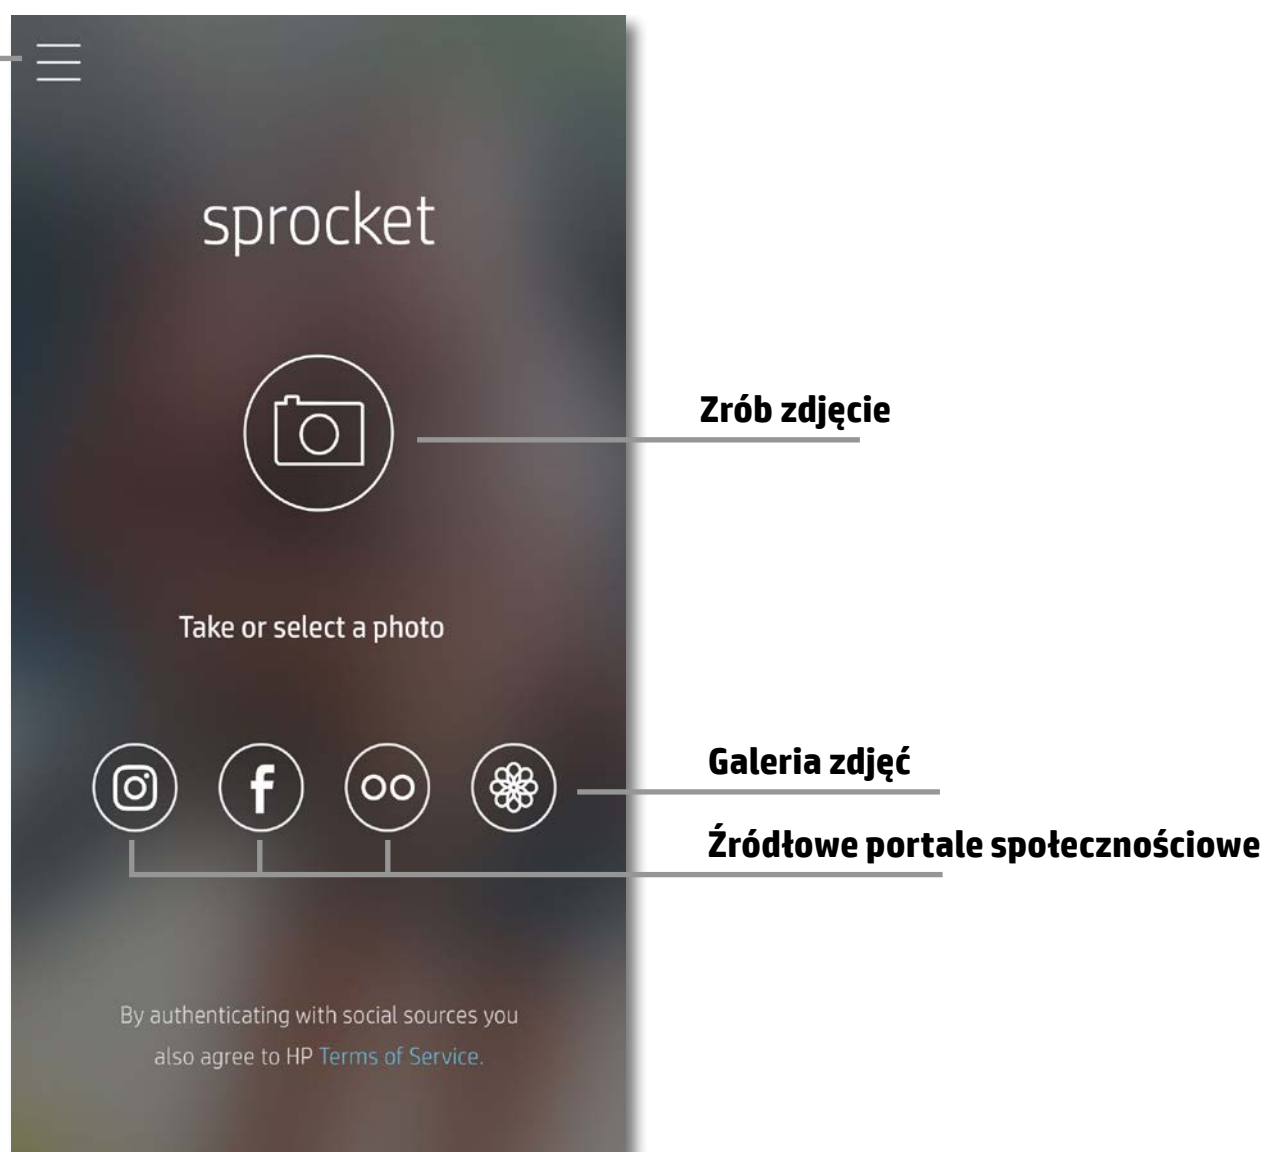 sprocket
Zrób zdjęcie
Take or select a photo
Galeria zdjęć
Źródłowe portale społecznościowe
By authenticating with social sources you
also agree to HP Terms of Service.